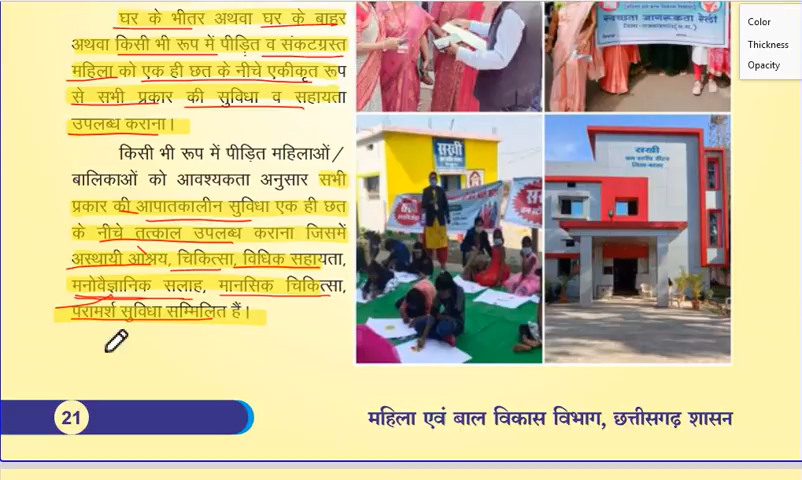 घर के भीतर अथवा घर के बाहर
अथवा किसी भी रूप में पीड़ित व संकटग्रस्त
महिला को एक ही छत के नीचे एकीकृत रूप
से सभी प्रकार की सुविधा व सहायता
उपलब्ध कराना।
किसी भी रूप में पीड़ित महिलाओं/
बालिकाओं को आवश्यकता अनुसार सभी
प्रकार की आपातकालीन सुविधा एक ही छत
के नीचे तत्काल उपलब्ध कराना जिसमें
अस्थायी आश्रय, चिकित्सा, विधिक सहायता,
मनोवैज्ञानिक सलाह, मानसिक चिकित्सा,
परामर्श सुविधा सम्मिलित हैं।
स्वच्छता जागरूकता रैली
सखी
सखी
21
महिला एवं बाल विकास विभाग, छत्तीसगढ़ शासन
Color
Thickness
Opacity